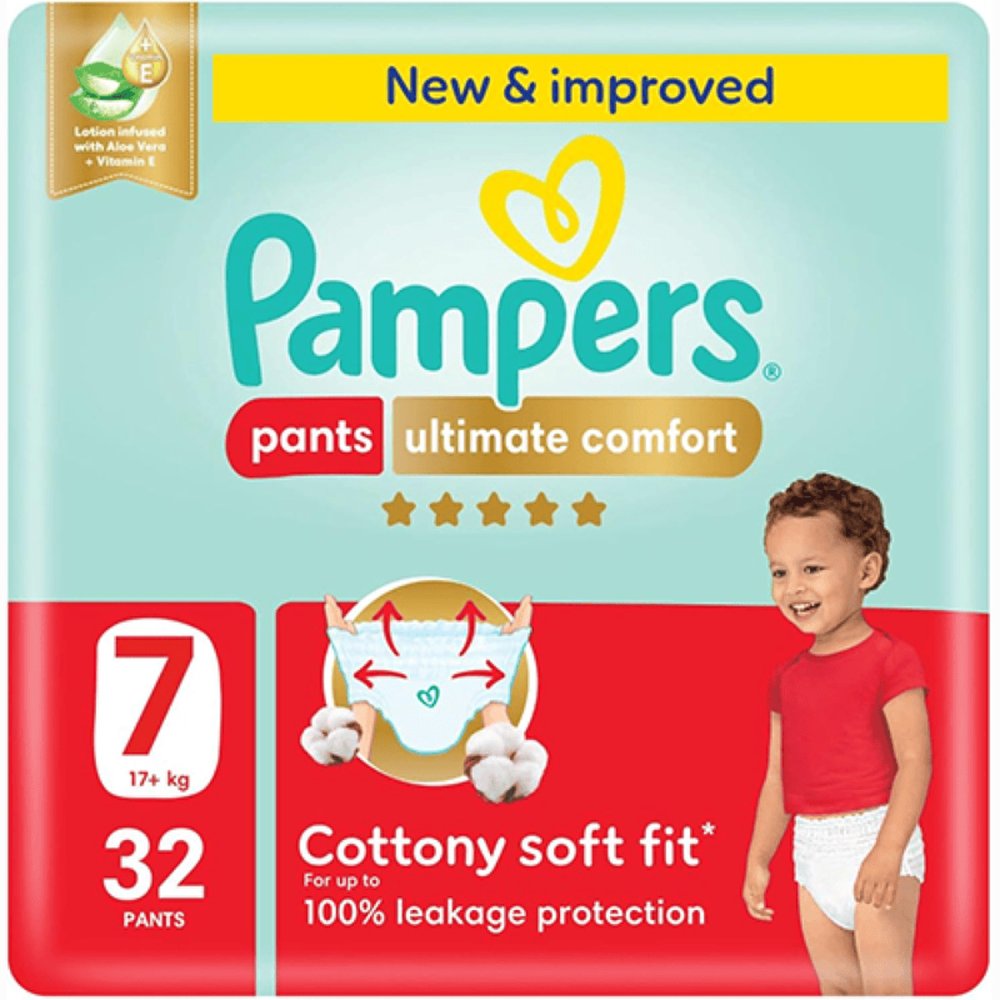 New & improved
+
Vitamin
E
Lotion infused
with Aloe Vera
+ Vitamin E
Pampers®
pants ultimate comfort
7
17+ kg
32
PANTS
Cottony soft fit*
For up to
100% leakage protection